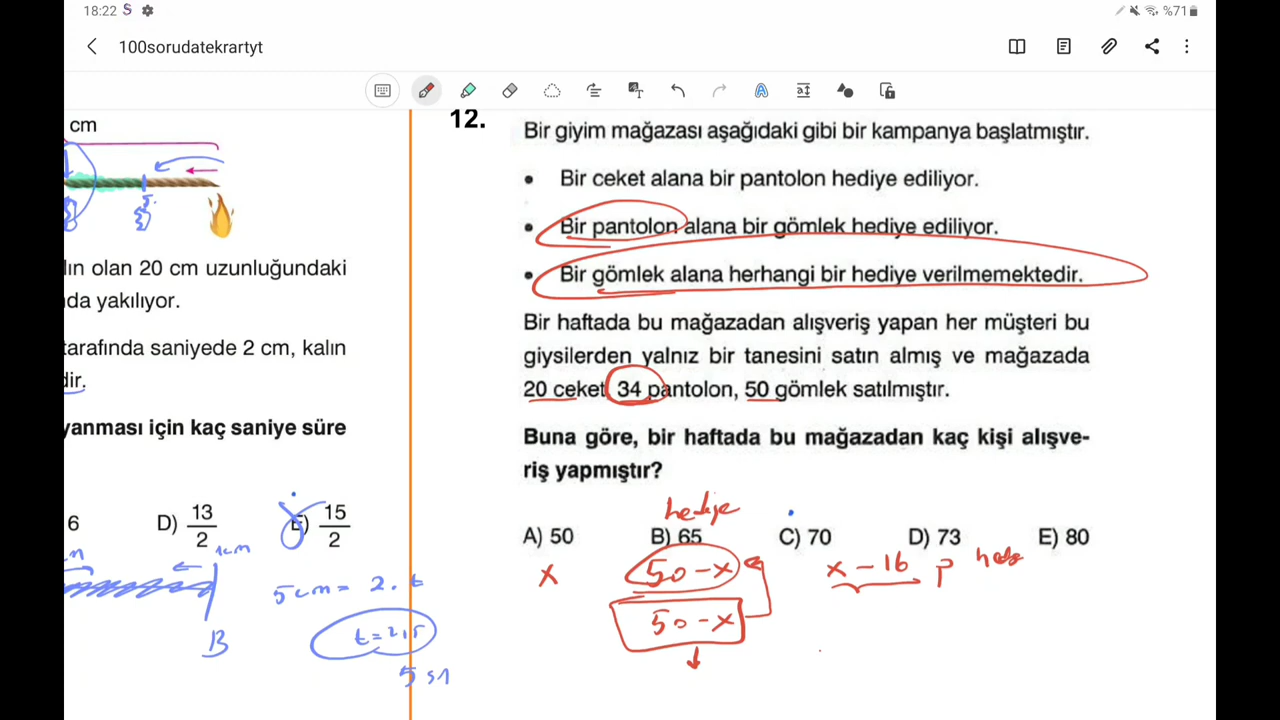 18:22 S %71
100sorudatekrartyt
cm
lın olan 20 cm uzunluğundaki
nda yakılıyor.
tarafında saniyede 2 cm, kalın
dir.
yanması için kaç saniye süre
6 D) 13/2 E) 15/2
1cm
5cm = 2. t
B
t = 2,5
5 sn
12.
Bir giyim mağazası aşağıdaki gibi bir kampanya başlatmıştır.
• Bir ceket alana bir pantolon hediye ediliyor.
• Bir pantolon alana bir gömlek hediye ediliyor.
• Bir gömlek alana herhangi bir hediye verilmemektedir.
Bir haftada bu mağazadan alışveriş yapan her müşteri bu
giysilerden yalnız bir tanesini satın almış ve mağazada
20 ceket 34 pantolon, 50 gömlek satılmıştır.
Buna göre, bir haftada bu mağazadan kaç kişi alışve-
riş yapmıştır?
hediye
A) 50 B) 65 C) 70 D) 73 E) 80
x 50-x x-16 p
50-x